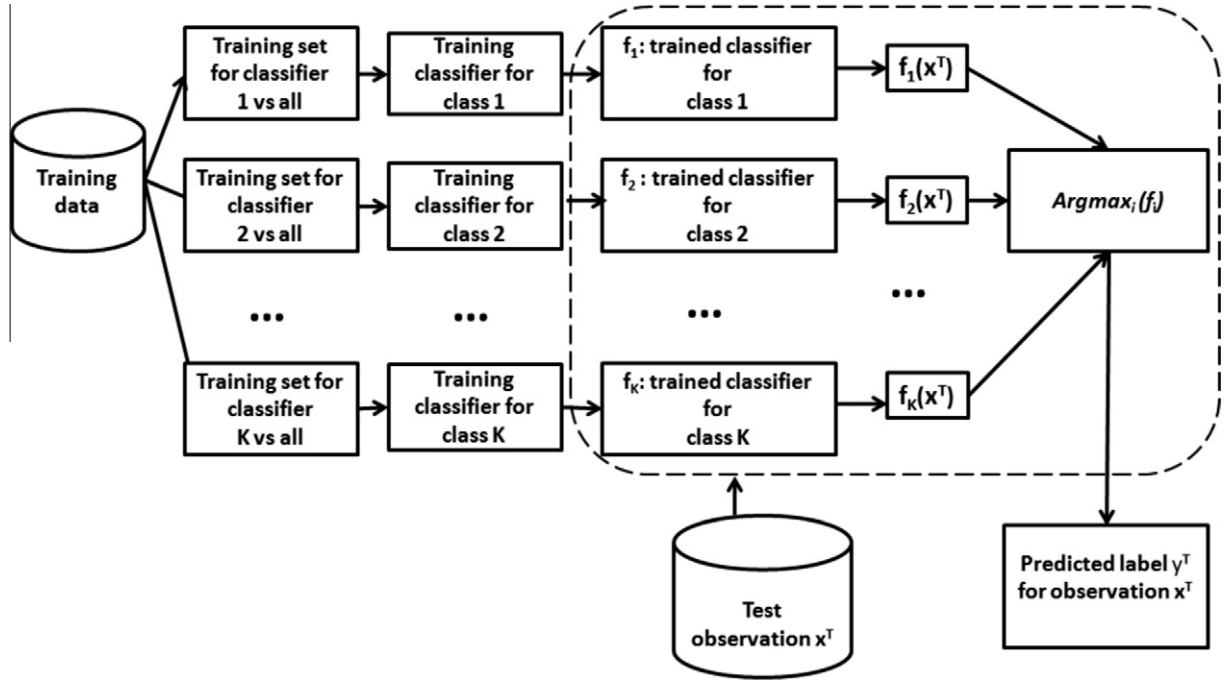 Training
data
Training set
for classifier
1 vs all
Training
classifier for
class 1
f₁: trained classifier
for
class 1
f₁(xᵀ)
Training set for
classifier
2 vs all
Training
classifier for
class 2
f₂ : trained classifier
for
class 2
f₂(xᵀ)
Argmaxᵢ (fᵢ)
...
...
...
...
Training set for
classifier
K vs all
Training
classifier for
class K
f_K: trained classifier
for
class K
f_K(xᵀ)
Test
observation xᵀ
Predicted label yᵀ
for observation xᵀ